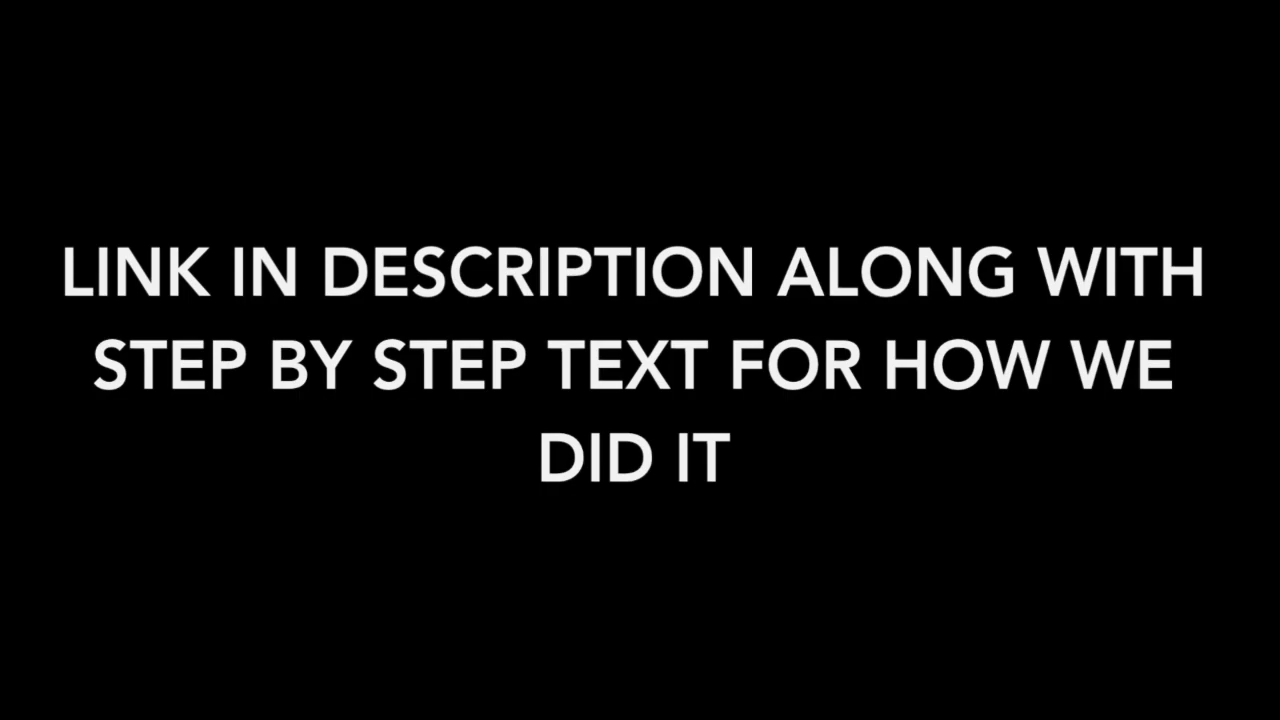 LINK IN DESCRIPTION ALONG WITH
STEP BY STEP TEXT FOR HOW WE
DID IT